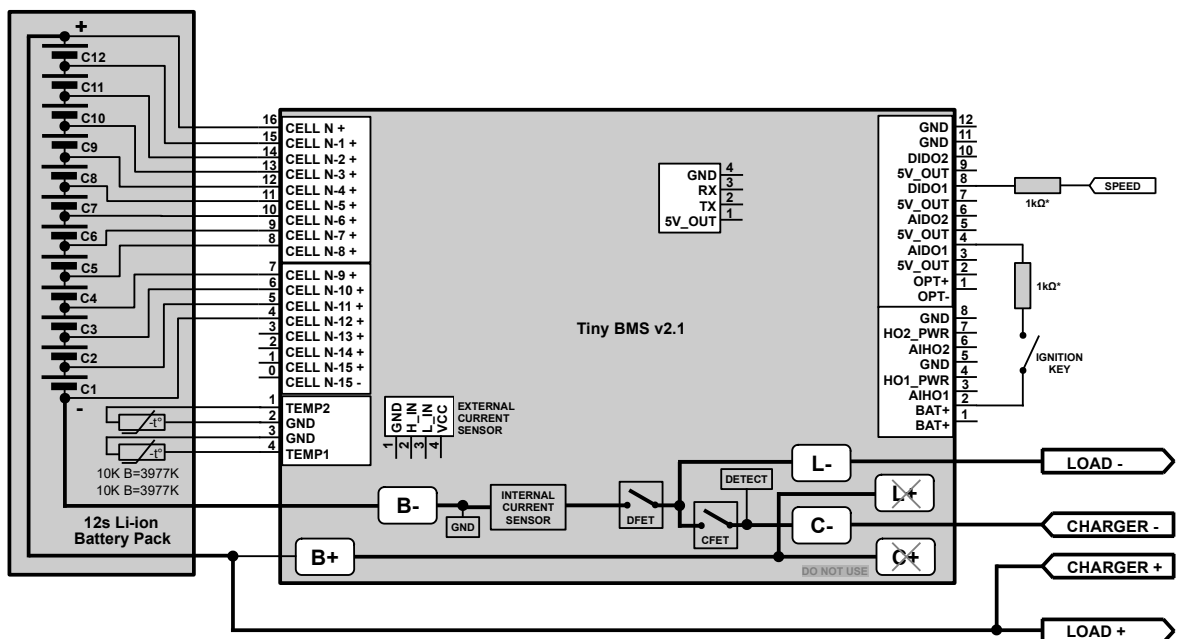 +
C12
C11
C10
C9
C8
C7
C6
C5
C4
C3
C2
C1
-
-t°
-t°
10K B=3977K
10K B=3977K
12s Li-ion
Battery Pack
16 CELL N +
15 CELL N-1 +
14 CELL N-2 +
13 CELL N-3 +
12 CELL N-4 +
11 CELL N-5 +
10 CELL N-6 +
9 CELL N-7 +
8 CELL N-8 +
7 CELL N-9 +
6 CELL N-10 +
5 CELL N-11 +
4 CELL N-12 +
3 CELL N-13 +
2 CELL N-14 +
1 CELL N-15 +
0 CELL N-15 -
1 TEMP2
2 GND
3 GND
4 TEMP1
GND 1
H_IN 2
L_IN 3
VCC 4
EXTERNAL
CURRENT
SENSOR
GND 4
RX 3
TX 2
5V_OUT 1
Tiny BMS v2.1
GND 12
GND 11
DIDO2 10
5V_OUT 9
DIDO1 8
5V_OUT 7
AIDO2 6
5V_OUT 5
AIDO1 4
5V_OUT 3
OPT+ 2
OPT- 1
GND 8
HO2_PWR 7
AIHO2 6
GND 5
HO1_PWR 4
AIHO1 3
BAT+ 2
BAT+ 1
1kΩ*
SPEED
1kΩ*
IGNITION
KEY
B-
GND
INTERNAL
CURRENT
SENSOR
DFET
CFET
DETECT
L-
L+
C-
C+
B+
DO NOT USE
LOAD -
CHARGER -
CHARGER +
LOAD +